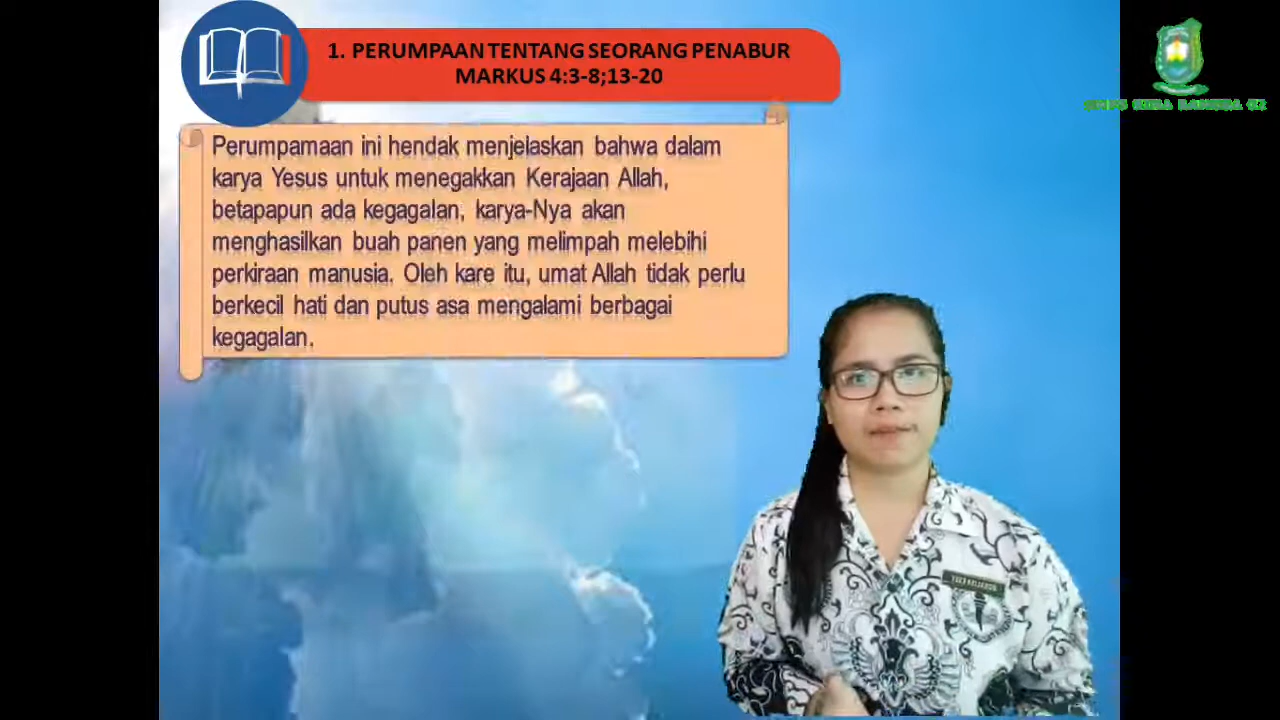 1. PERUMPAAN TENTANG SEORANG PENABUR
MARKUS 4:3-8;13-20
Perumpamaan ini hendak menjelaskan bahwa dalam
karya Yesus untuk menegakkan Kerajaan Allah,
betapapun ada kegagalan, karya-Nya akan
menghasilkan buah panen yang melimpah melebihi
perkiraan manusia. Oleh kare itu, umat Allah tidak perlu
berkecil hati dan putus asa mengalami berbagai
kegagalan.